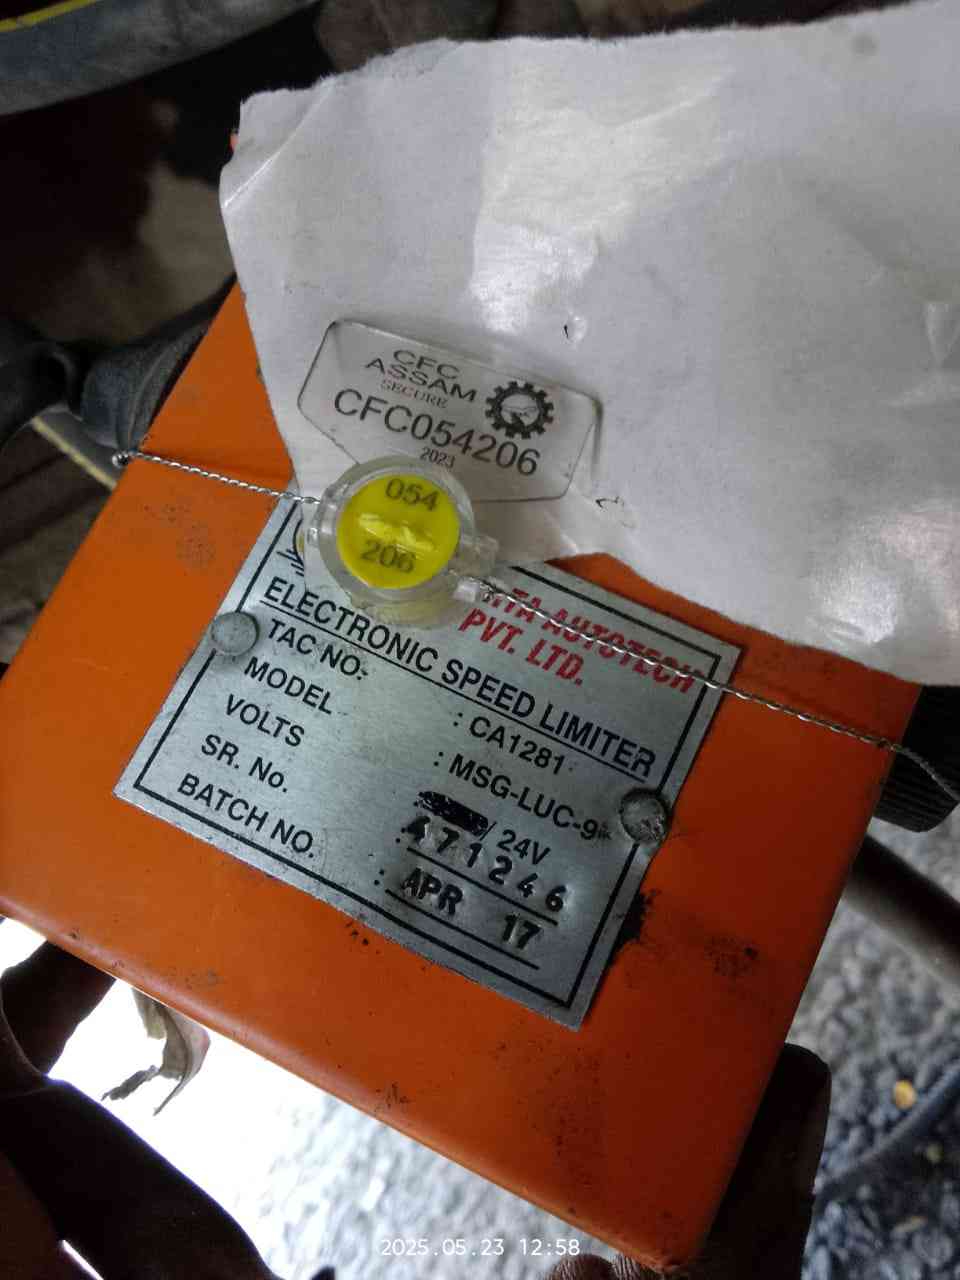 CFC
ASSAM
SECURE
CFC054206
2023
054
206
AUTOTECH
PVT. LTD.
ELECTRONIC SPEED LIMITER
TAC NO: : CA1281
MODEL : MSG-LUC-9
VOLTS / 24V
SR. No. : 471246
BATCH NO. : APR 17
2025.05.23 12:58